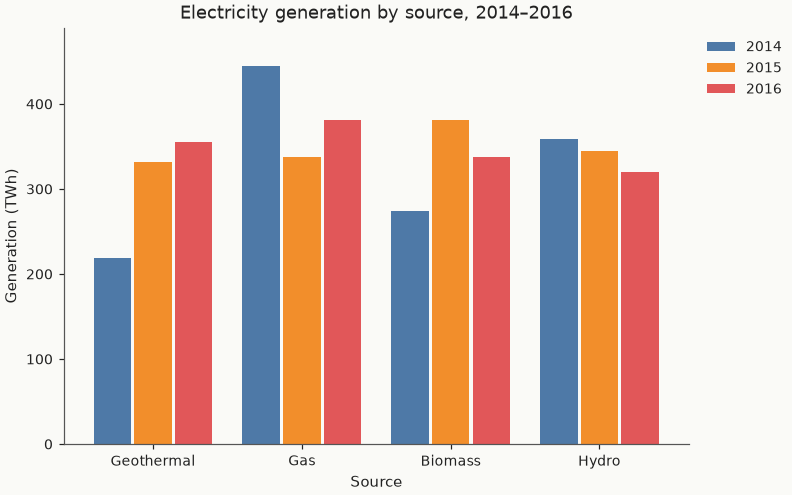 Electricity generation by source, 2014–2016
2014
2015
2016
Generation (TWh)
400
300
200
100
0
Geothermal
Gas
Biomass
Hydro
Source